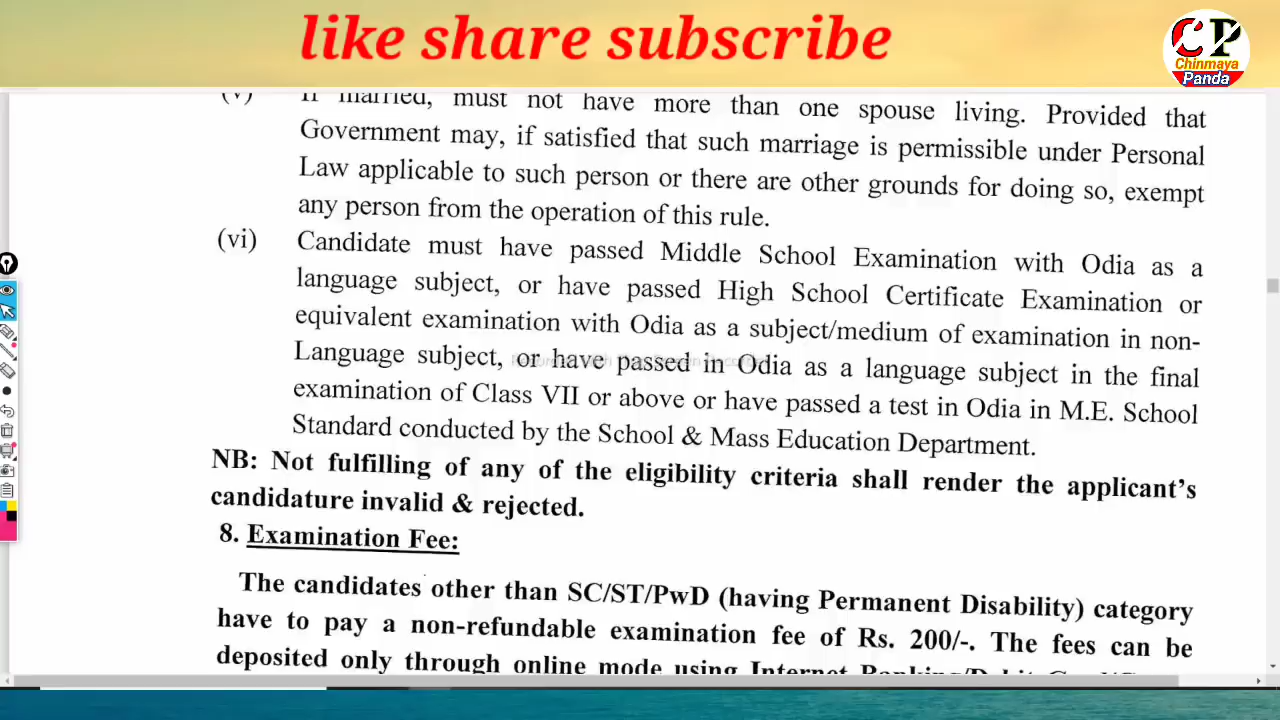 like share subscribe
CP
Chinmaya
Panda
(v) If married, must not have more than one spouse living. Provided that
Government may, if satisfied that such marriage is permissible under Personal
Law applicable to such person or there are other grounds for doing so, exempt
any person from the operation of this rule.
(vi) Candidate must have passed Middle School Examination with Odia as a
language subject, or have passed High School Certificate Examination or
equivalent examination with Odia as a subject/medium of examination in non-
Language subject, or have passed in Odia as a language subject in the final
examination of Class VII or above or have passed a test in Odia in M.E. School
Standard conducted by the School & Mass Education Department.
NB: Not fulfilling of any of the eligibility criteria shall render the applicant's
candidature invalid & rejected.
8. Examination Fee:
The candidates other than SC/ST/PwD (having Permanent Disability) category
have to pay a non-refundable examination fee of Rs. 200/-. The fees can be
deposited only through online mode using Internet Banking/Debit